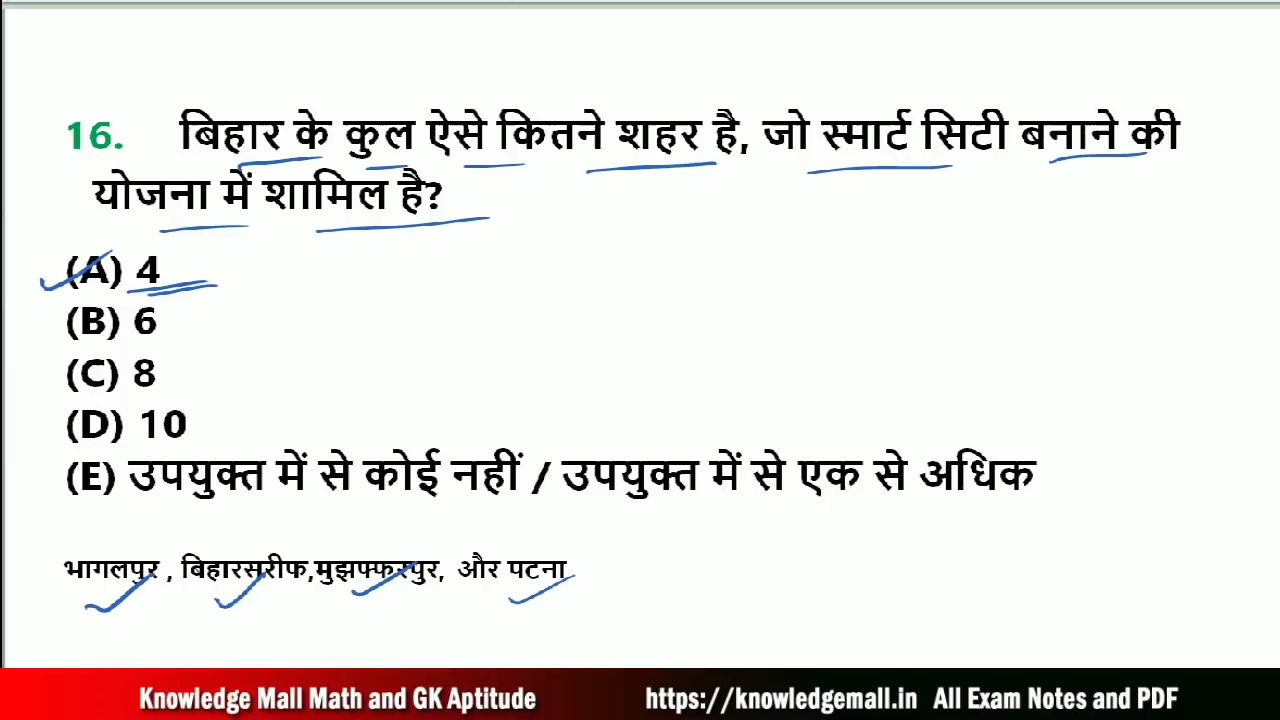 16. बिहार के कुल ऐसे कितने शहर है, जो स्मार्ट सिटी बनाने की
योजना में शामिल है?
(A) 4
(B) 6
(C) 8
(D) 10
(E) उपयुक्त में से कोई नहीं / उपयुक्त में से एक से अधिक
भागलपुर , बिहारसरीफ,मुझफ्फरपुर, और पटना
Knowledge Mall Math and GK Aptitude https://knowledgemall.in All Exam Notes and PDF